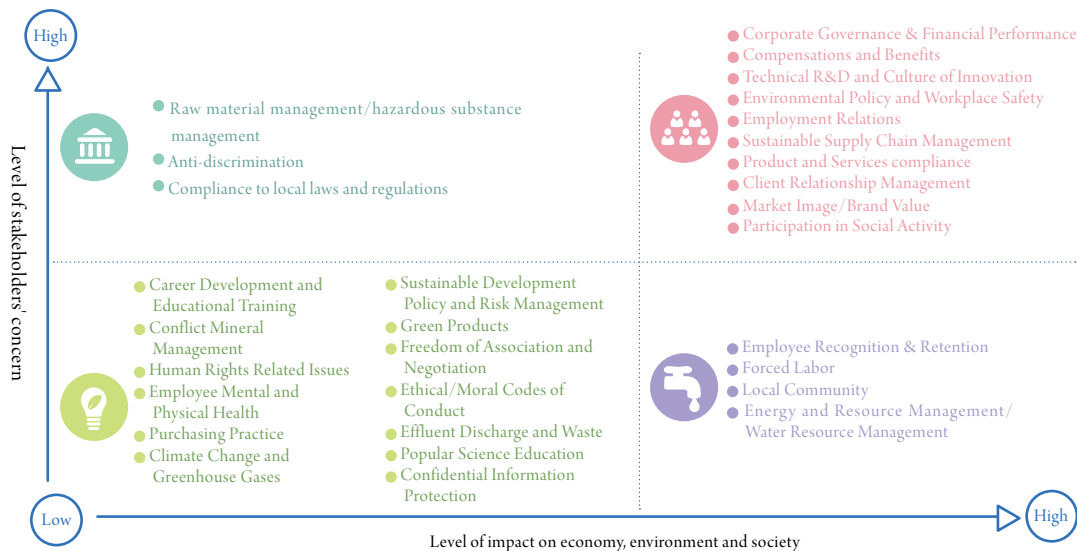 High
Level of stakeholders' concern
Raw material management/hazardous substance
management
Anti-discrimination
Compliance to local laws and regulations
Corporate Governance & Financial Performance
Compensations and Benefits
Technical R&D and Culture of Innovation
Environmental Policy and Workplace Safety
Employment Relations
Sustainable Supply Chain Management
Product and Services compliance
Client Relationship Management
Market Image/Brand Value
Participation in Social Activity
Career Development and
Educational Training
Conflict Mineral
Management
Human Rights Related Issues
Employee Mental and
Physical Health
Purchasing Practice
Climate Change and
Greenhouse Gases
Sustainable Development
Policy and Risk Management
Green Products
Freedom of Association and
Negotiation
Ethical/Moral Codes of
Conduct
Effluent Discharge and Waste
Popular Science Education
Confidential Information
Protection
Employee Recognition & Retention
Forced Labor
Local Community
Energy and Resource Management/
Water Resource Management
Low
High
Level of impact on economy, environment and society